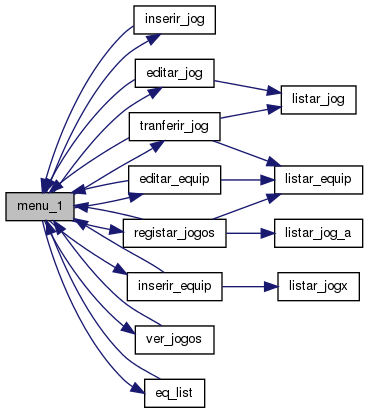 inserir_jog
editar_jog
listar_jog
tranferir_jog
editar_equip
listar_equip
menu_1
registar_jogos
listar_jog_a
inserir_equip
listar_jogx
ver_jogos
eq_list